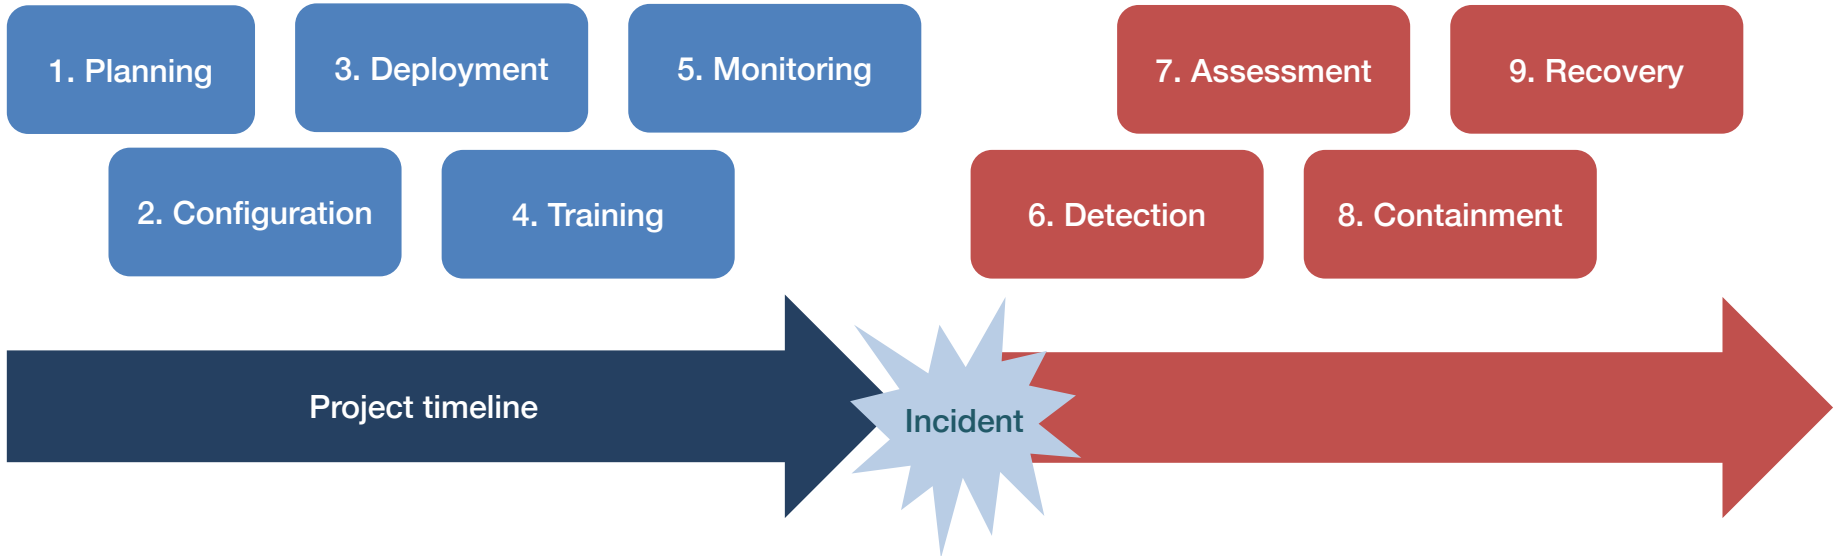 1. Planning
2. Configuration
3. Deployment
4. Training
5. Monitoring
6. Detection
7. Assessment
8. Containment
9. Recovery
Project timeline
Incident